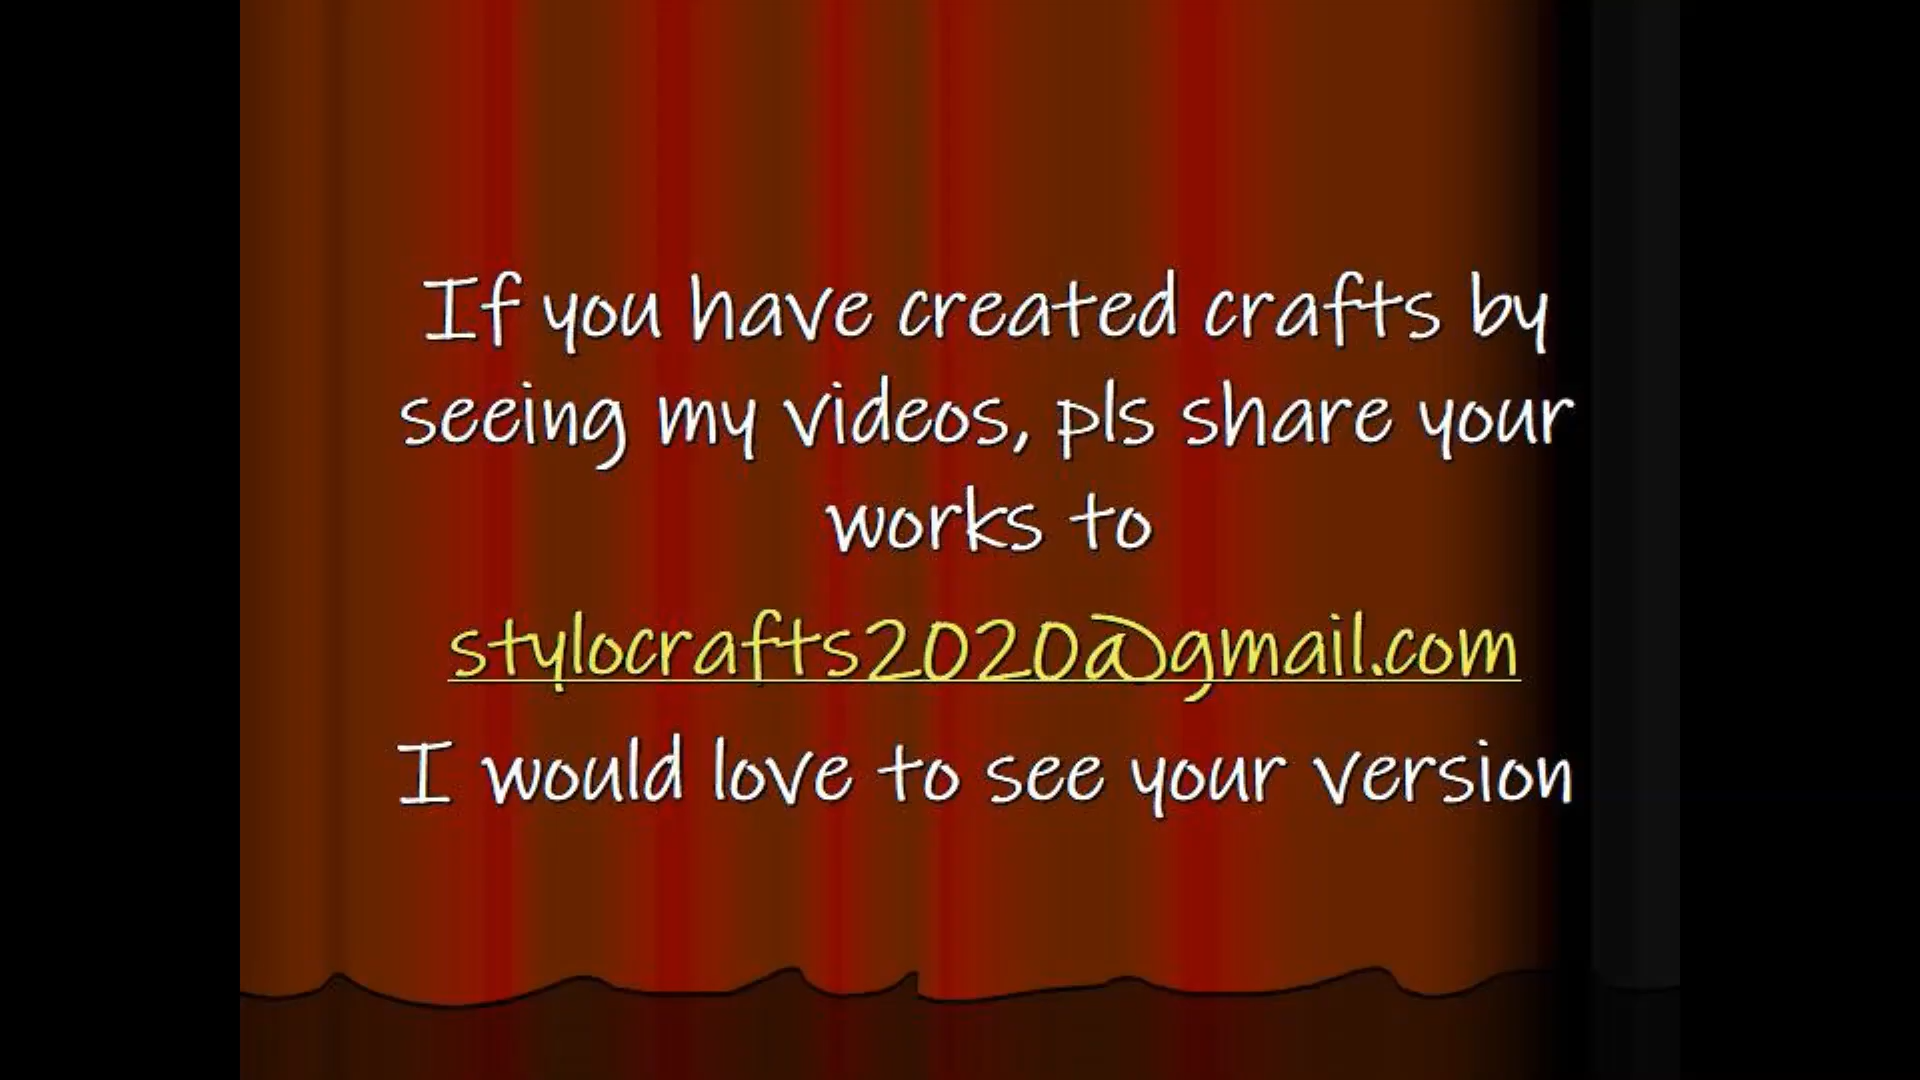 If you have created crafts by
seeing my videos, pls share your
works to
stylocrafts2020@gmail.com
I would love to see your version